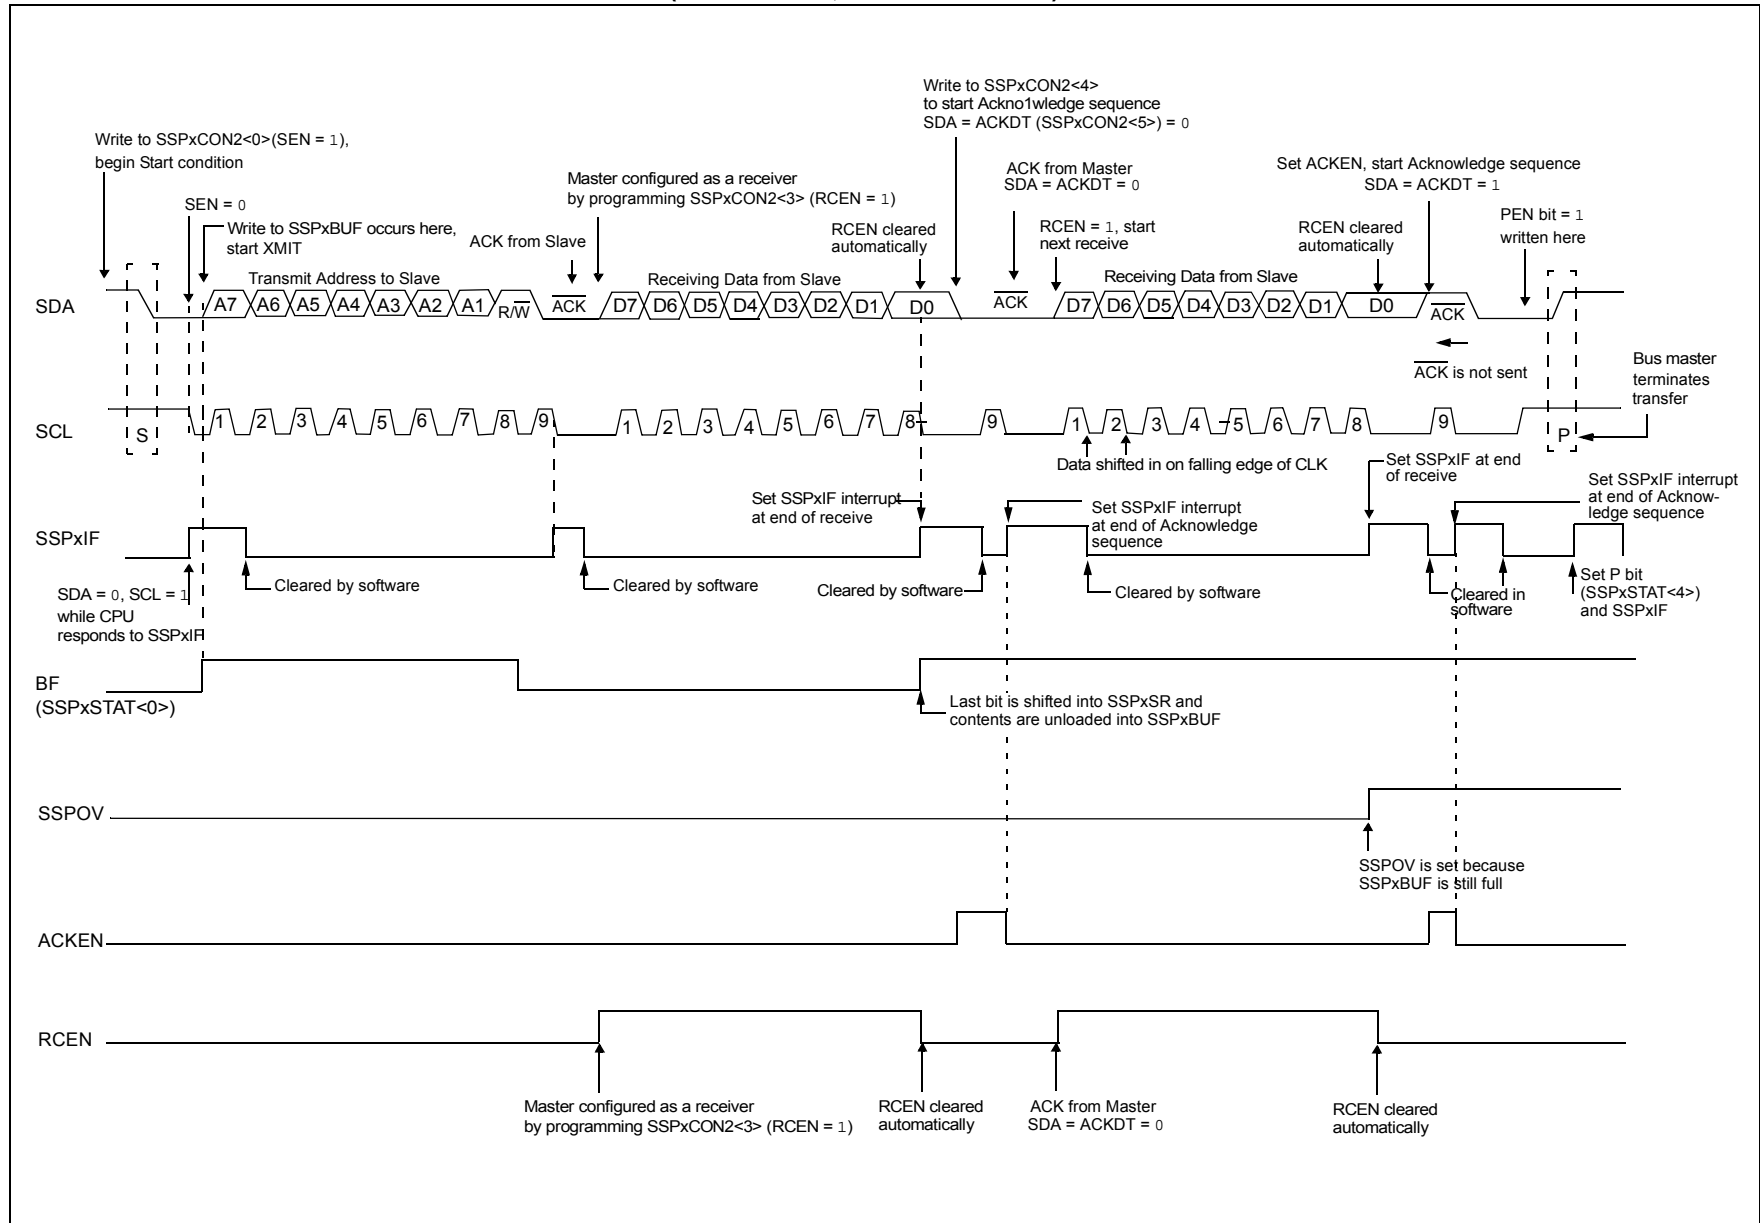 Write to SSPxCON2<4>
to start Ackno1wledge sequence
SDA = ACKDT (SSPxCON2<5>) = 0
Write to SSPxCON2<0>(SEN = 1),
begin Start condition
ACK from Master
SDA = ACKDT = 0
Set ACKEN, start Acknowledge sequence
SDA = ACKDT = 1
Master configured as a receiver
by programming SSPxCON2<3> (RCEN = 1)
SEN = 0
Write to SSPxBUF occurs here,
start XMIT
ACK from Slave
RCEN cleared
automatically
RCEN = 1, start
next receive
RCEN cleared
automatically
PEN bit = 1
written here
Transmit Address to Slave
Receiving Data from Slave
Receiving Data from Slave
SDA
A7 A6 A5 A4 A3 A2 A1 R/W ACK D7 D6 D5 D4 D3 D2 D1 D0 ACK D7 D6 D5 D4 D3 D2 D1 D0 ACK
ACK is not sent
Bus master
terminates
transfer
SCL
S 1 2 3 4 5 6 7 8 9 1 2 3 4 5 6 7 8 9 1 2 3 4 5 6 7 8 9 P
Data shifted in on falling edge of CLK
Set SSPxIF at end
of receive
Set SSPxIF interrupt
at end of receive
Set SSPxIF interrupt
at end of Acknowledge
sequence
Set SSPxIF interrupt
at end of Acknow-
ledge sequence
SSPxIF
Cleared by software
Cleared by software
Cleared by software
Cleared by software
Cleared in
software
Set P bit
(SSPxSTAT<4>)
and SSPxIF
SDA = 0, SCL = 1
while CPU
responds to SSPxIF
BF
(SSPxSTAT<0>)
Last bit is shifted into SSPxSR and
contents are unloaded into SSPxBUF
SSPOV
SSPOV is set because
SSPxBUF is still full
ACKEN
RCEN
Master configured as a receiver
by programming SSPxCON2<3> (RCEN = 1)
RCEN cleared
automatically
ACK from Master
SDA = ACKDT = 0
RCEN cleared
automatically